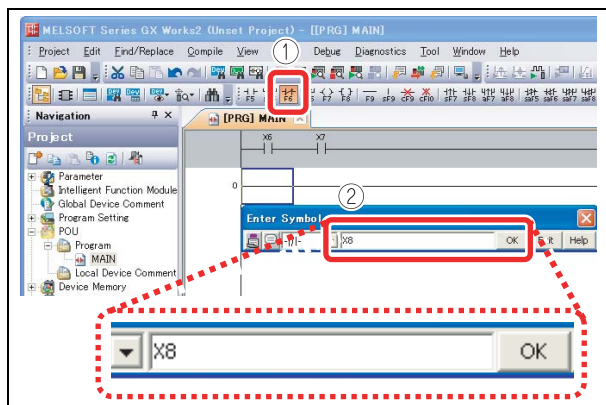 MELSOFT Series GX Works2 (Unset Project) - [[PRG] MAIN]
Project Edit Find/Replace Compile View Debug Diagnostics Tool Window Help
①
F5 F6 F7 F8 F9 sF9 cF9 cF10 sF7 sF8 aF7 aF8 saF5 saF6 saF7 saF8
Navigation
[PRG] MAIN
Project
X6 X7
Parameter
Intelligent Function Module
Global Device Comment
0
②
Program Setting
Enter Symbol
POU
X8 OK Exit Help
Program
MAIN
Local Device Comment
Device Memory
X8 OK